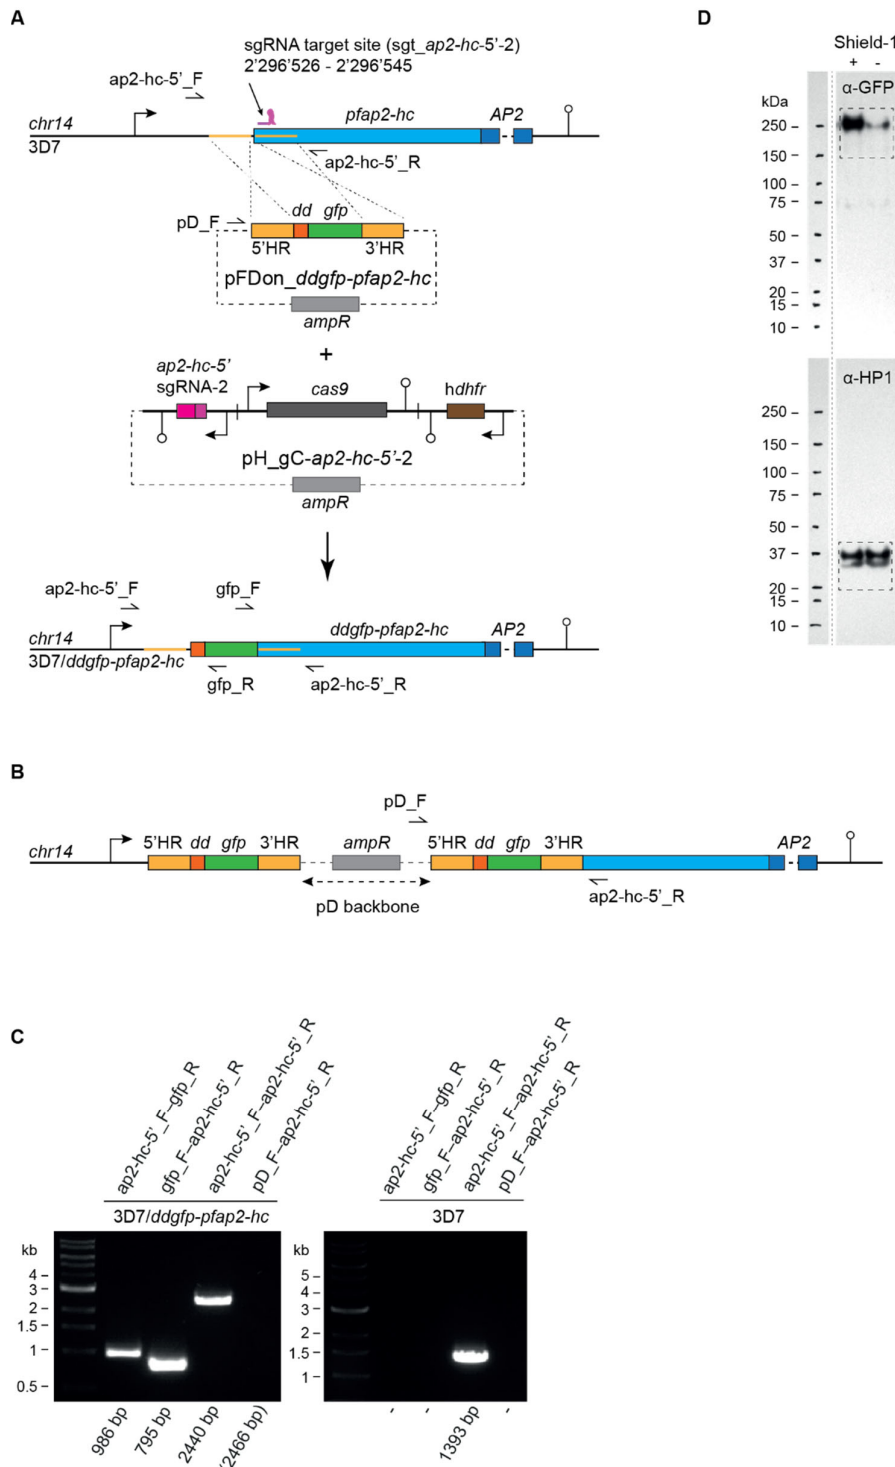 A
sgRNA target site (sgt_ap2-hc-5'-2)
2'296'526 - 2'296'545
ap2-hc-5'_F
chr14
3D7
pfap2-hc
AP2
ap2-hc-5'_R
pD_F
dd
gfp
5'HR
3'HR
pFDon_ddgfp-pfap2-hc
ampR
+
ap2-hc-5'
sgRNA-2
cas9
hdhfr
pH_gC-ap2-hc-5'-2
ampR
ap2-hc-5'_F
gfp_F
chr14
3D7/ddgfp-pfap2-hc
ddgfp-pfap2-hc
AP2
gfp_R
ap2-hc-5'_R
D
Shield-1
+ -
kDa
α-GFP
250
150
100
75
50
37
20
15
10
α-HP1
250
150
100
75
50
37
20
15
10
B
pD_F
chr14
5'HR dd gfp 3'HR
ampR
5'HR dd gfp 3'HR
AP2
pD backbone
ap2-hc-5'_R
C
ap2-hc-5'_F–gfp_R
gfp_F–ap2-hc-5'_R
ap2-hc-5'_F–ap2-hc-5'_R
pD_F–ap2-hc-5'_R
3D7/ddgfp-pfap2-hc
kb
4
3
2
1.5
1
0.5
986 bp
795 bp
2440 bp
(2466 bp)
ap2-hc-5'_F–gfp_R
gfp_F–ap2-hc-5'_R
ap2-hc-5'_F–ap2-hc-5'_R
pD_F–ap2-hc-5'_R
3D7
kb
5
4
3
2
1.5
1
-
-
1393 bp
-